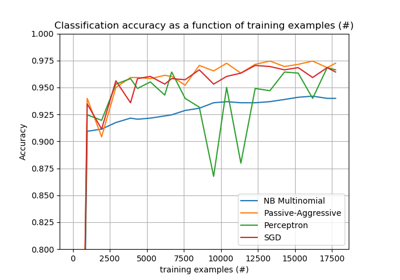 Classification accuracy as a function of training examples (#)
1.000
0.975
0.950
0.925
0.900
0.875
0.850
0.825
0.800
Accuracy
NB Multinomial
Passive-Aggressive
Perceptron
SGD
0 2500 5000 7500 10000 12500 15000 17500
training examples (#)